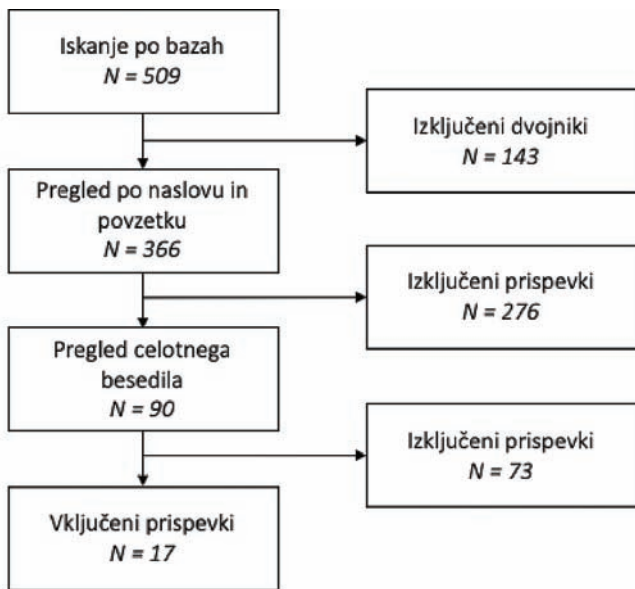 Iskanje po bazah
N = 509
Izključeni dvojniki
N = 143
Pregled po naslovu in
povzetku
N = 366
Izključeni prispevki
N = 276
Pregled celotnega
besedila
N = 90
Izključeni prispevki
N = 73
Vključeni prispevki
N = 17